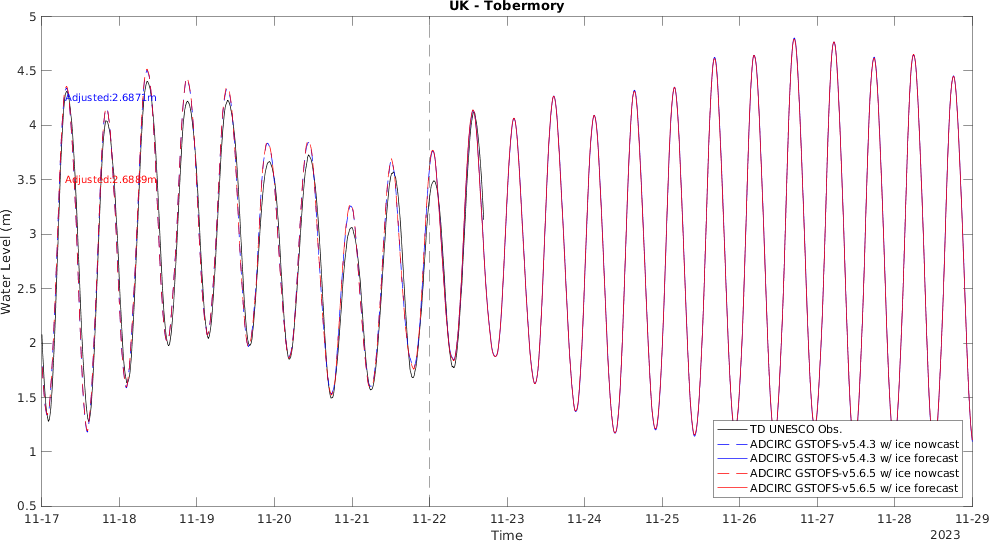 UK - Tobermory
5
4.5
4
3.5
3
2.5
2
1.5
1
0.5
Water Level (m)
Adjusted:2.6871m
Adjusted:2.6889m
TD UNESCO Obs.
ADCIRC GSTOFS-v5.4.3 w/ ice nowcast
ADCIRC GSTOFS-v5.4.3 w/ ice forecast
ADCIRC GSTOFS-v5.6.5 w/ ice nowcast
ADCIRC GSTOFS-v5.6.5 w/ ice forecast
11-17 11-18 11-19 11-20 11-21 11-22 11-23 11-24 11-25 11-26 11-27 11-28 11-29
Time
2023